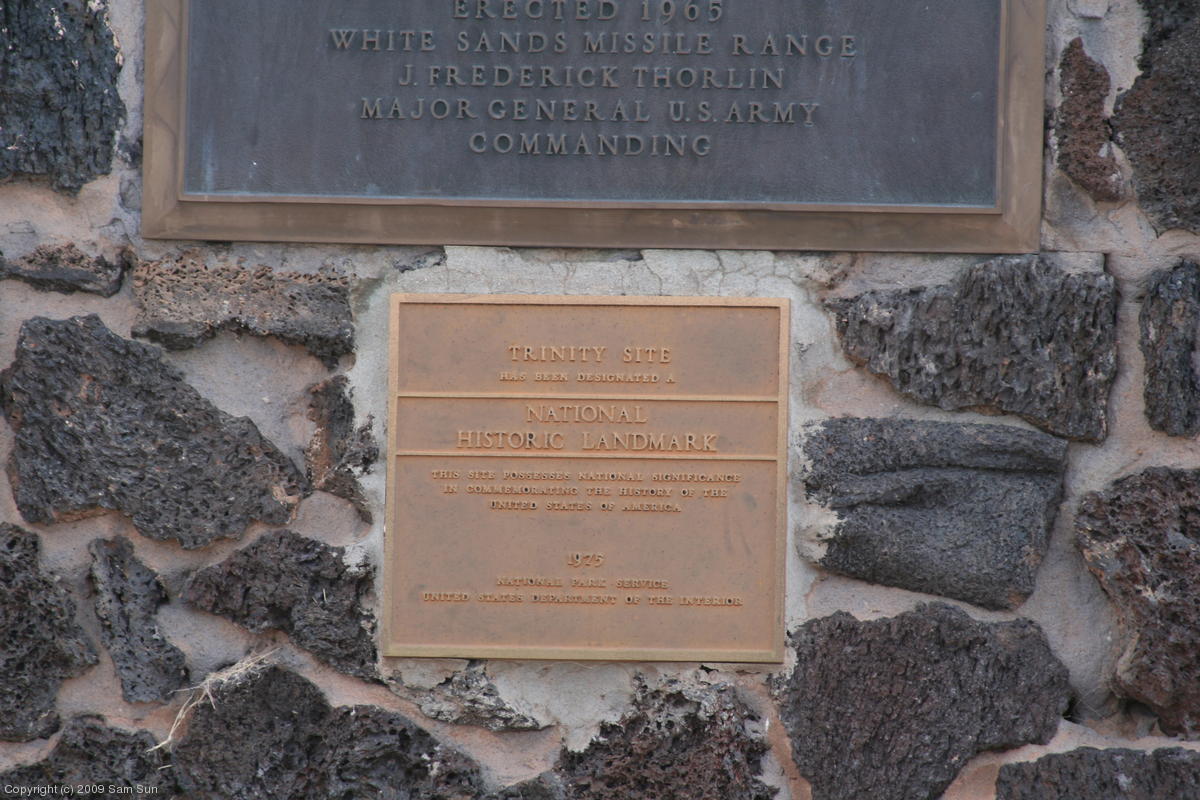 ERECTED 1965
WHITE SANDS MISSILE RANGE
J. FREDERICK THORLIN
MAJOR GENERAL U.S. ARMY
COMMANDING
TRINITY SITE
HAS BEEN DESIGNATED A
NATIONAL
HISTORIC LANDMARK
THIS SITE POSSESSES NATIONAL SIGNIFICANCE
IN COMMEMORATING THE HISTORY OF THE
UNITED STATES OF AMERICA
1975
NATIONAL PARK SERVICE
UNITED STATES DEPARTMENT OF THE INTERIOR
Copyright (c) 2009 Sam Sun